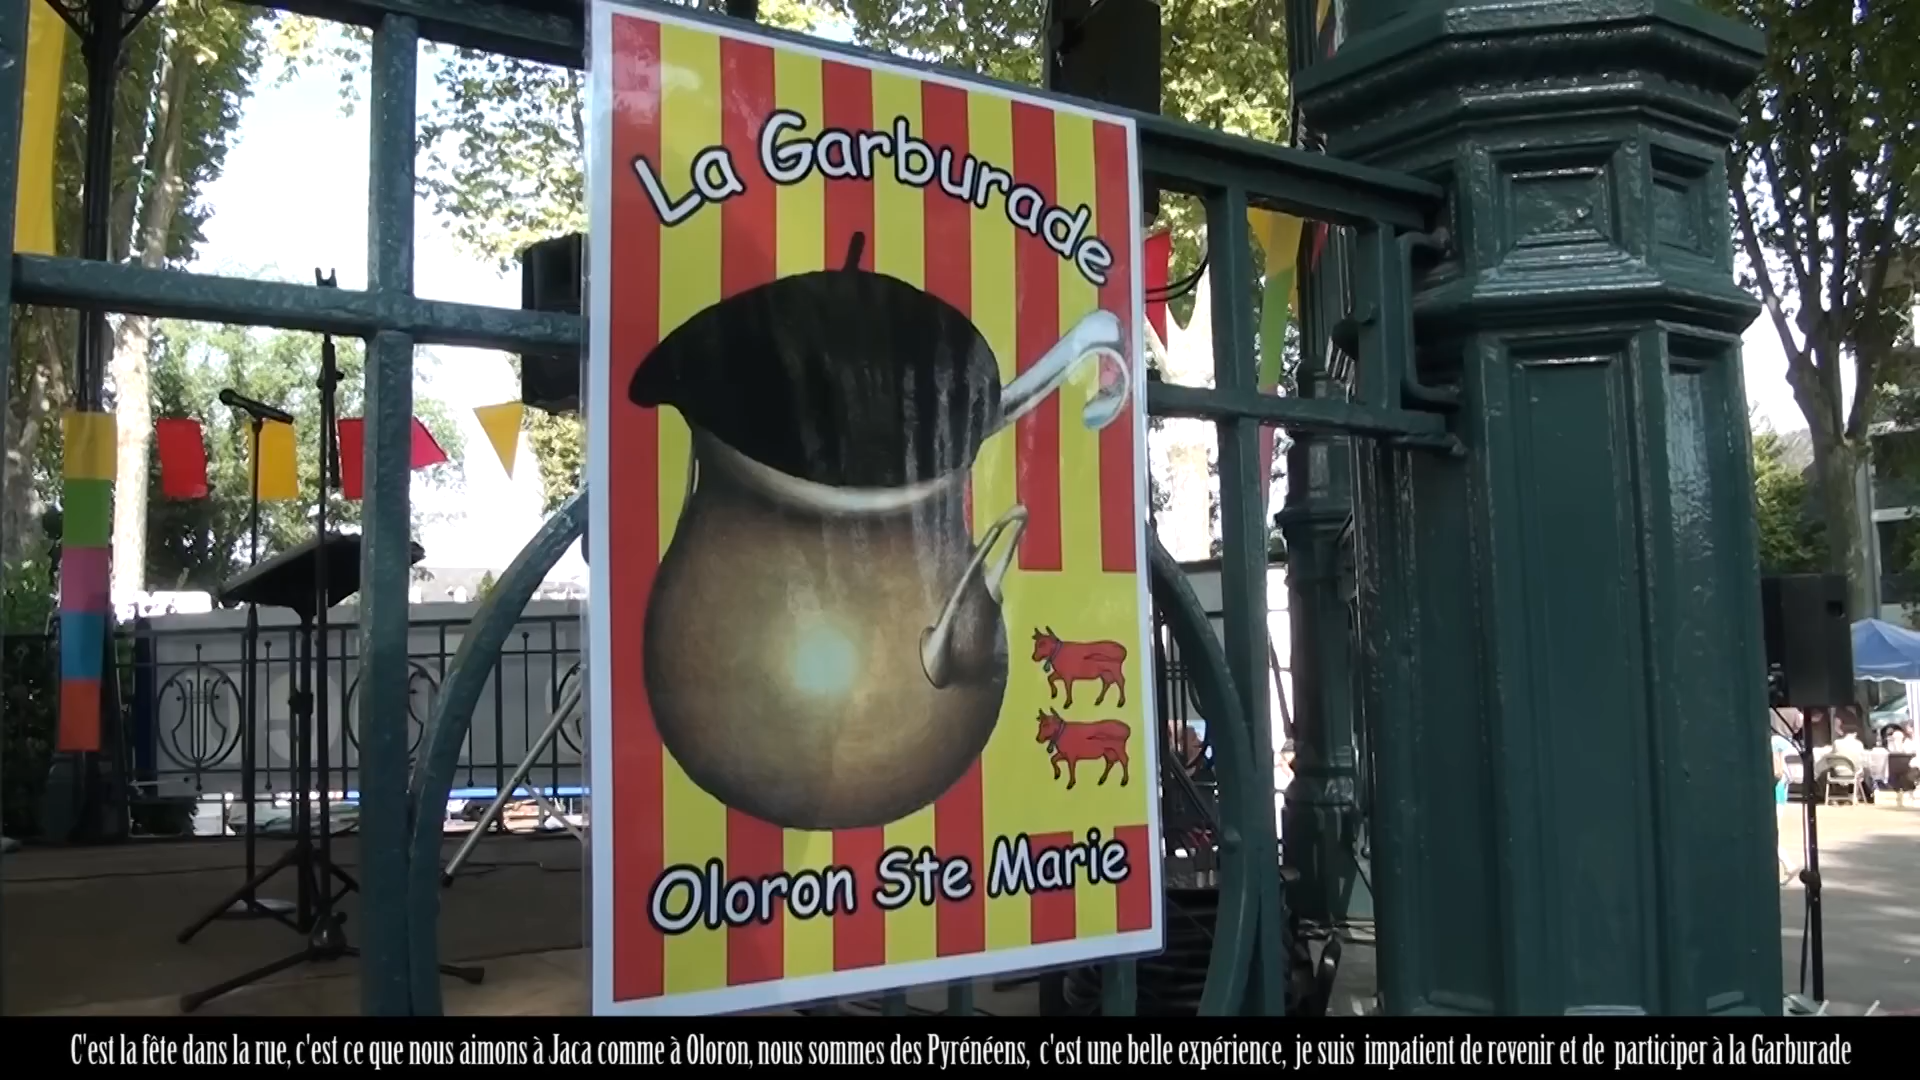 La Garburade
Oloron Ste Marie
C'est la fête dans la rue, c'est ce que nous aimons à Jaca comme à Oloron, nous sommes des Pyrénéens, c'est une belle expérience, je suis impatient de revenir et de participer à la Garburade